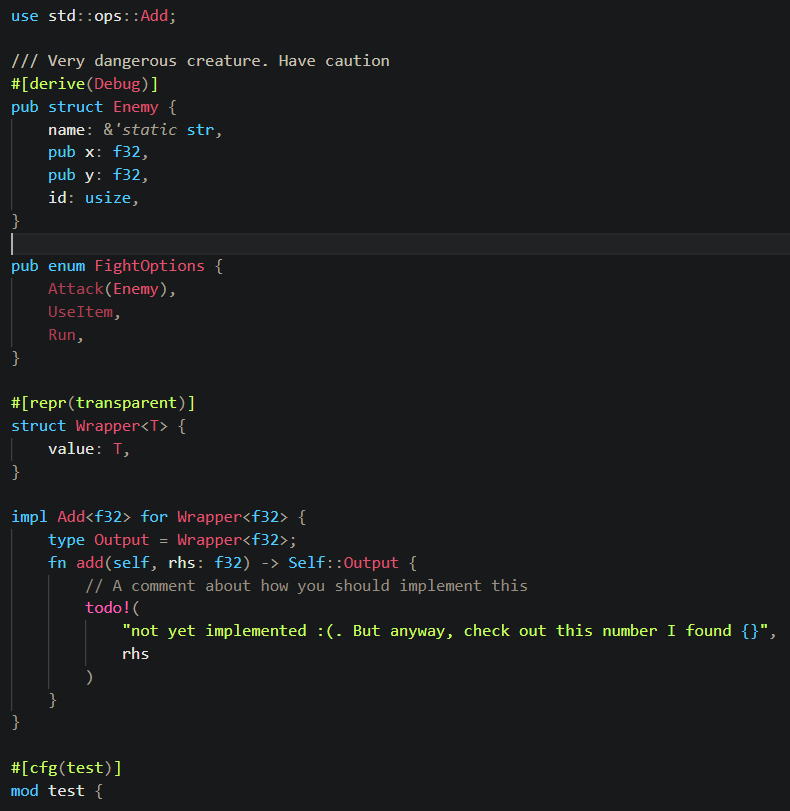 use std::ops::Add;
/// Very dangerous creature. Have caution
#[derive(Debug)]
pub struct Enemy {
    name: &'static str,
    pub x: f32,
    pub y: f32,
    id: usize,
}
pub enum FightOptions {
    Attack(Enemy),
    UseItem,
    Run,
}
#[repr(transparent)]
struct Wrapper<T> {
    value: T,
}
impl Add<f32> for Wrapper<f32> {
    type Output = Wrapper<f32>;
    fn add(self, rhs: f32) -> Self::Output {
        // A comment about how you should implement this
        todo!(
            "not yet implemented :(. But anyway, check out this number I found {}",
            rhs
        )
    }
}
#[cfg(test)]
mod test {